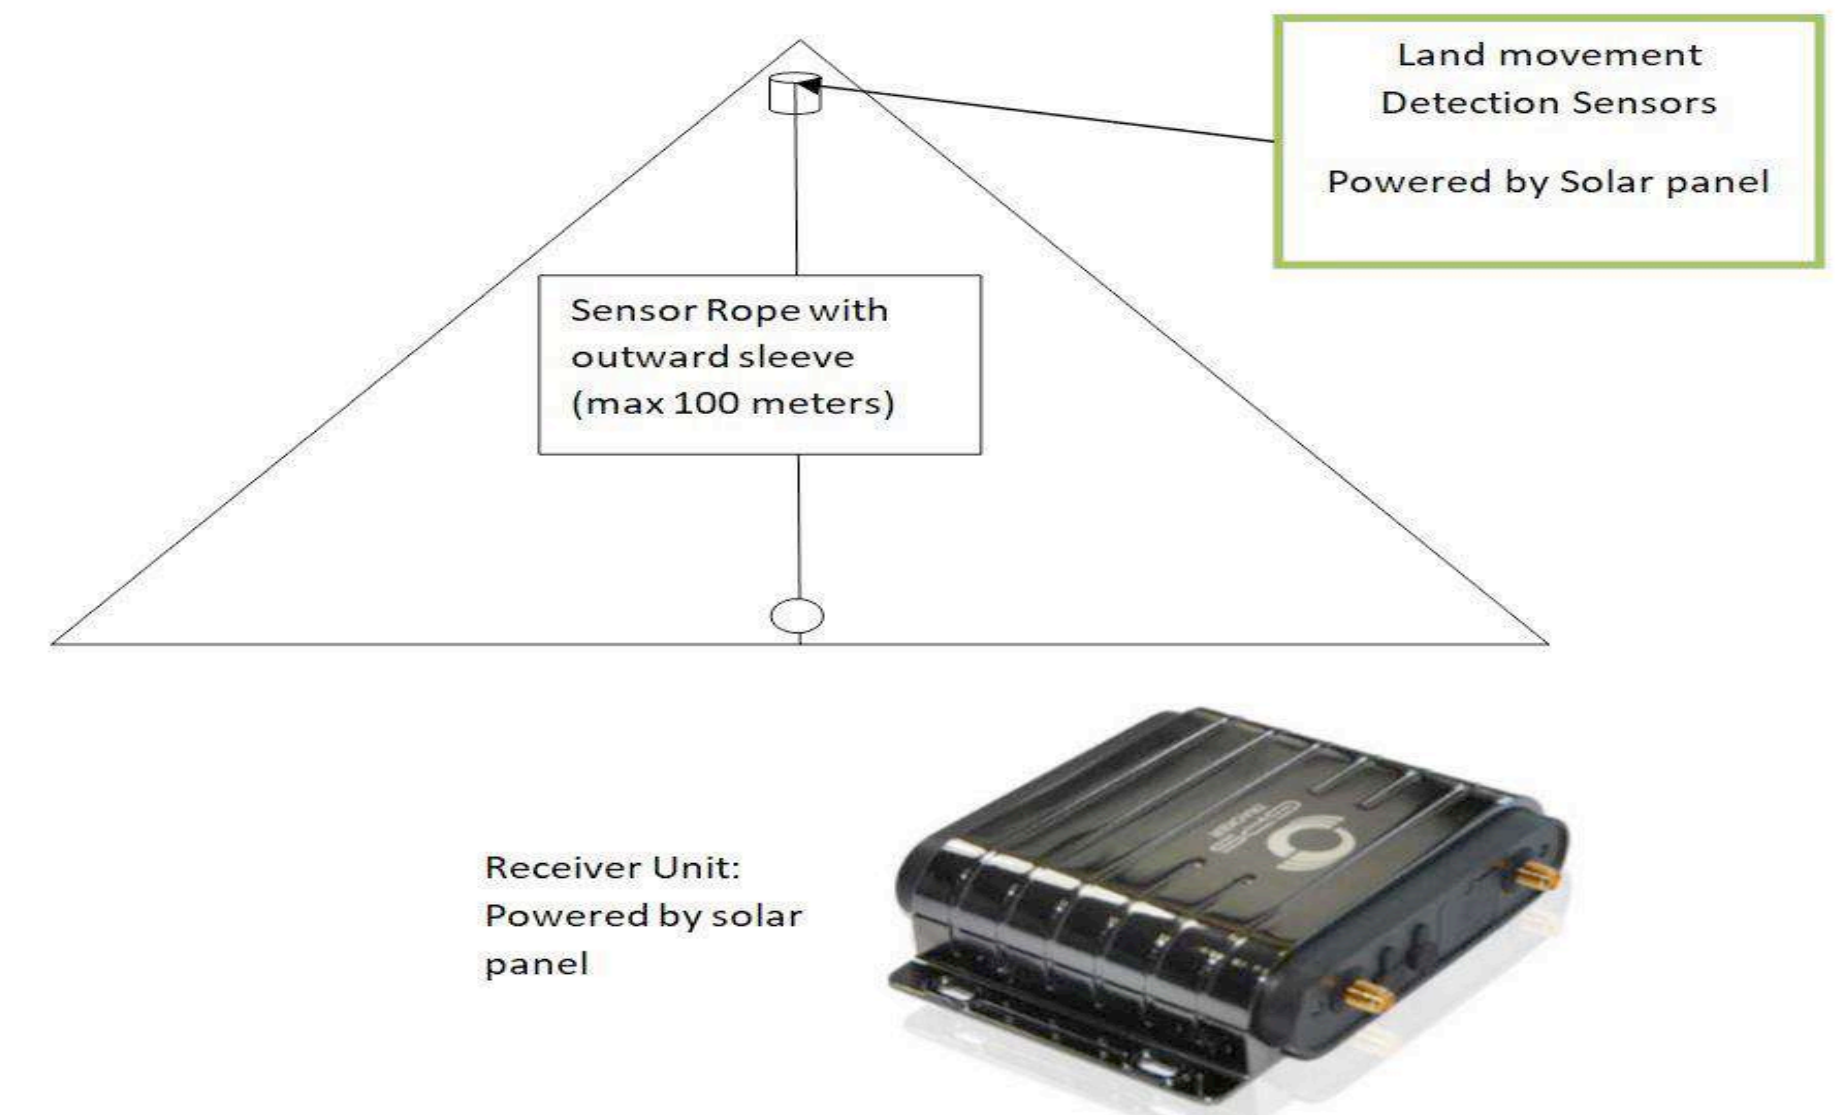 Land movement
Detection Sensors
Powered by Solar panel
Sensor Rope with
outward sleeve
(max 100 meters)
Receiver Unit:
Powered by solar
panel